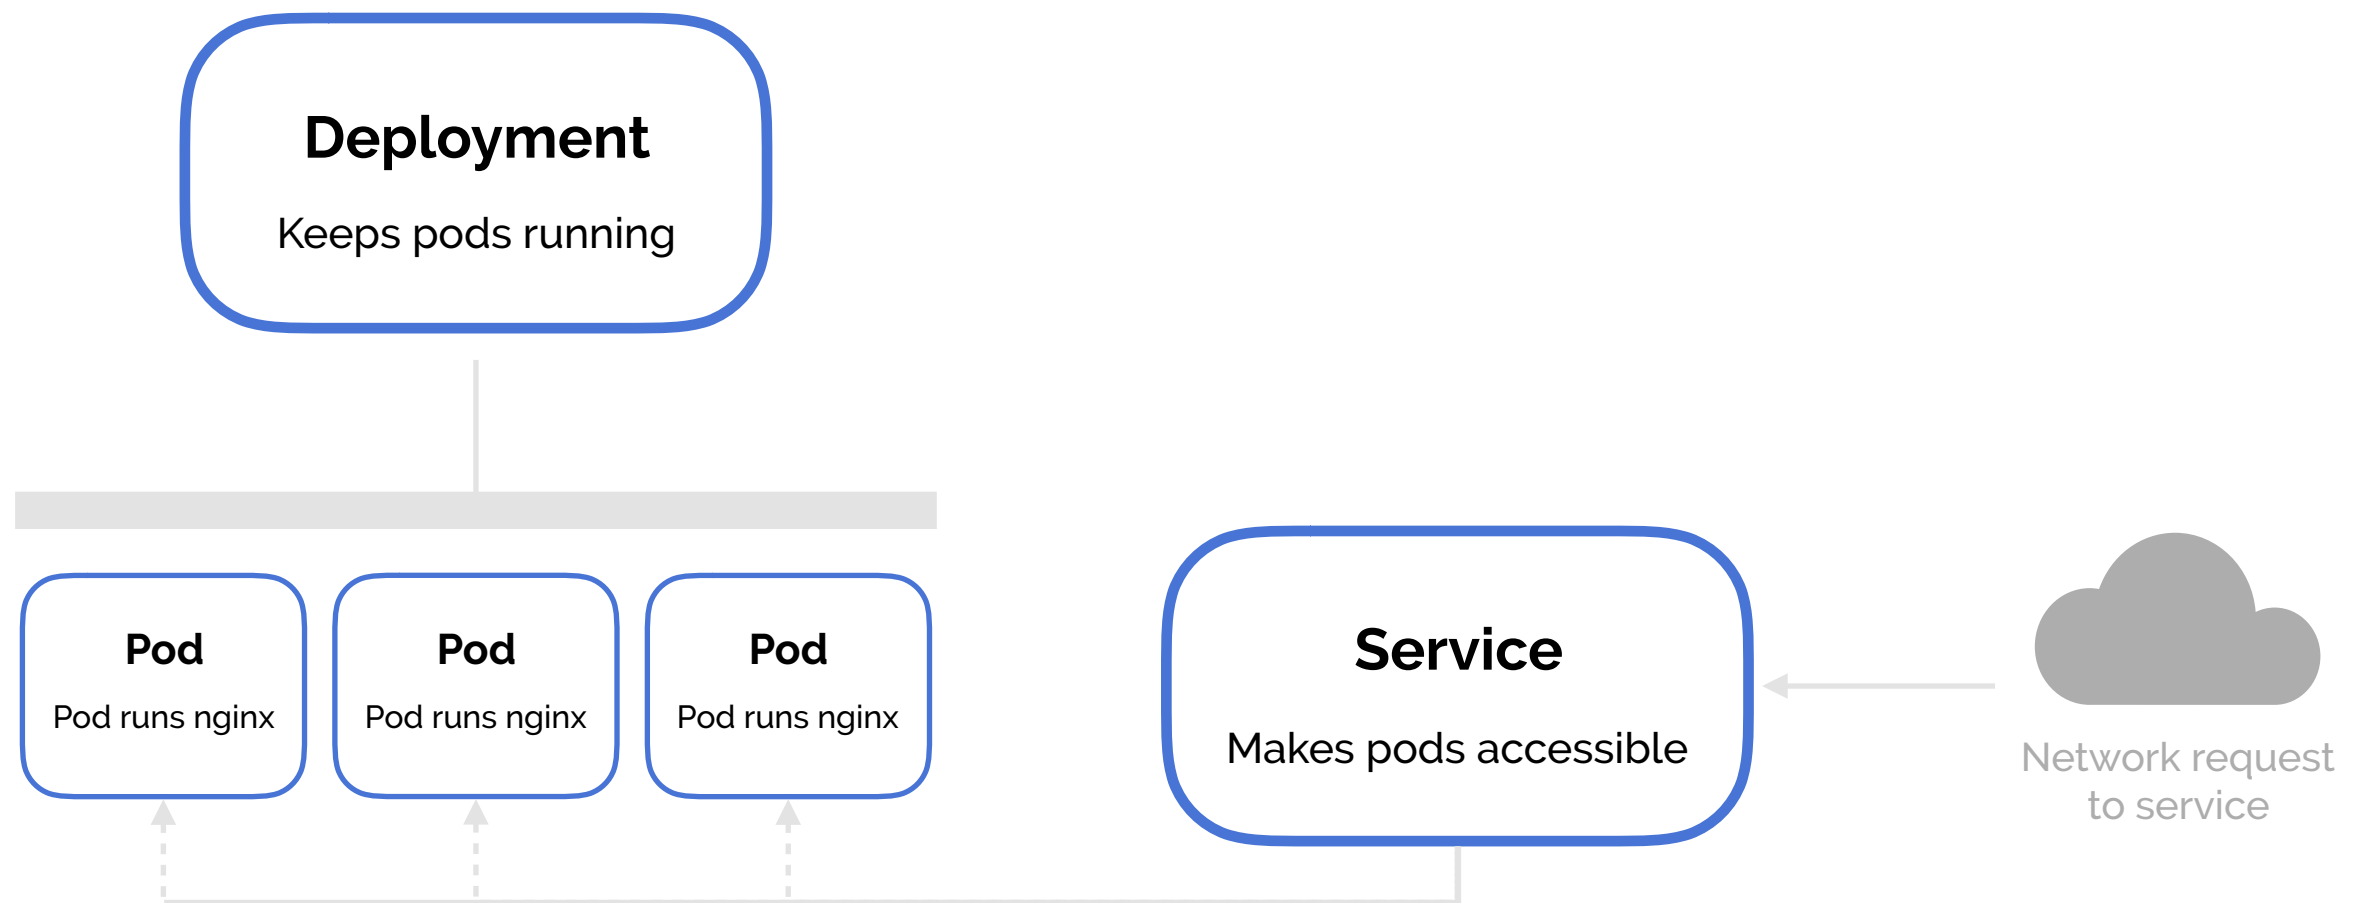 Deployment
Keeps pods running
Pod
Pod runs nginx
Pod
Pod runs nginx
Pod
Pod runs nginx
Service
Makes pods accessible
Network request
to service